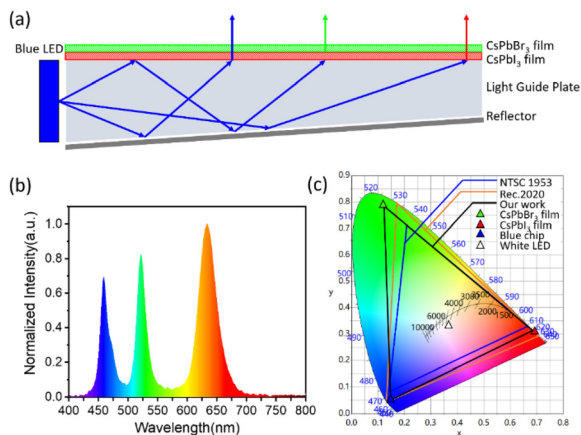 (a)
Blue LED
CsPbBr₃ film
CsPbI₃ film
Light Guide Plate
Reflector
(b)
Normalized Intensity(a.u.)
1.0
0.8
0.6
0.4
0.2
0.0
400 450 500 550 600 650 700 750 800
Wavelength(nm)
(c)
0.9
0.8
0.7
0.6
0.5
0.4
0.3
0.2
0.1
0.0
y
0.0 0.1 0.2 0.3 0.4 0.5 0.6 0.7 0.8
x
NTSC 1953
Rec.2020
Our work
CsPbBr₃ film
CsPbI₃ film
Blue chip
White LED
520
530
540
510
550
560
570
500
580
590
600
610
620
490
480
470
10000
6000
4000
3000
2000
1500